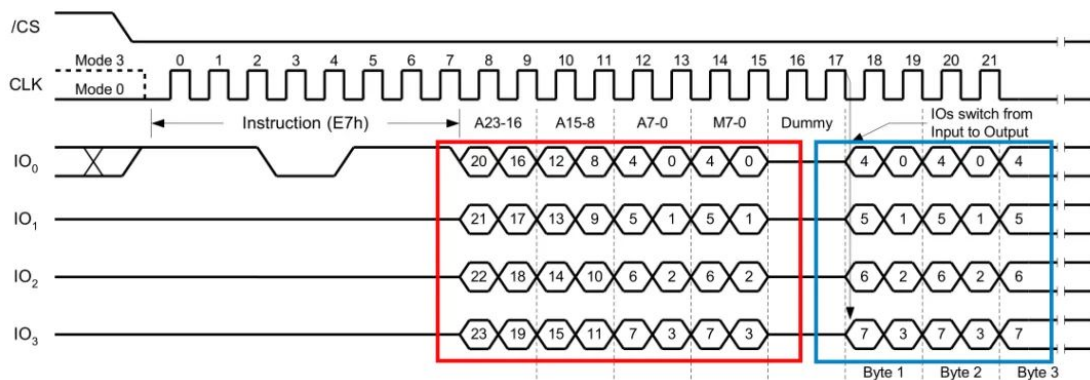 /CS
Mode 3 0 1 2 3 4 5 6 7 8 9 10 11 12 13 14 15 16 17 18 19 20 21
CLK
Mode 0
Instruction (E7h) A23-16 A15-8 A7-0 M7-0 Dummy IOs switch from
Input to Output
IO0 20 16 12 8 4 0 4 0 4 0 4 0 4
IO1 21 17 13 9 5 1 5 1 5 1 5 1 5
IO2 22 18 14 10 6 2 6 2 6 2 6 2 6
IO3 23 19 15 11 7 3 7 3 7 3 7 3 7
Byte 1 Byte 2 Byte 3